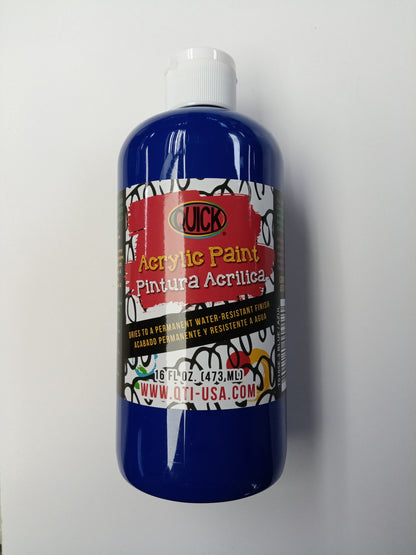 QUICK
Acrylic Paint
Pintura Acrílica
DRIES TO A PERMANENT WATER-RESISTANT FINISH
ACABADO PERMANENTE Y RESISTENTE A AGUA
16 FL OZ. (473 ML)
WWW.QTI-USA.COM